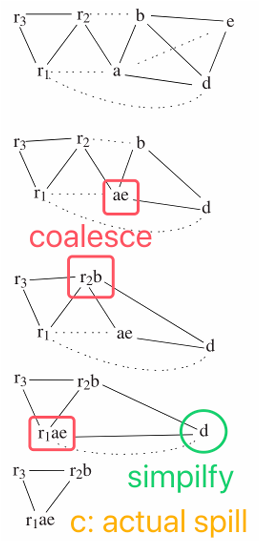 r3 r2 b e
r1 a d
r3 r2 b
r1 ae d
coalesce
r3 r2b
r1 ae d
r3 r2b
r1ae d
simpilfy
r3 r2b
r1ae c: actual spill